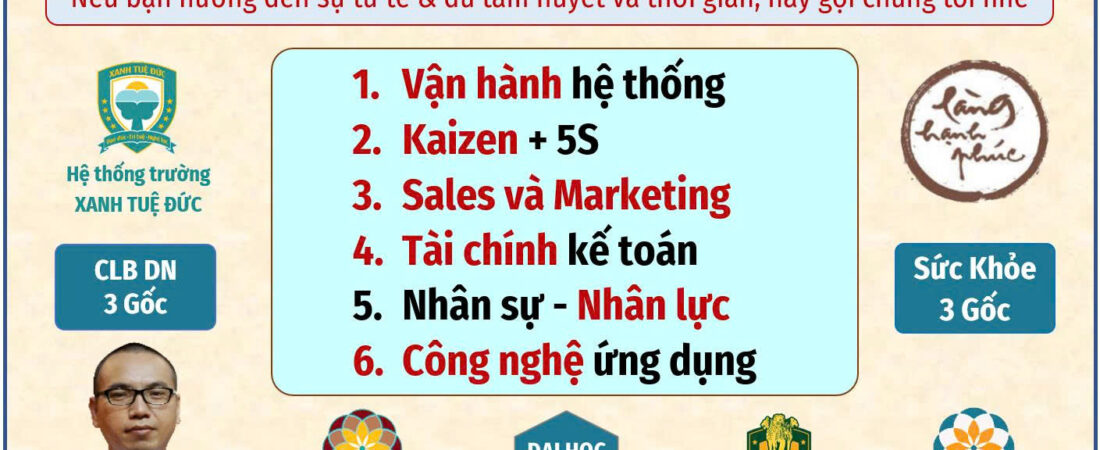 Nếu bạn hướng đến sự tử tế & đủ tâm huyết và thời gian, hãy gọi chúng tôi nhé
XANH TUỆ ĐỨC
Hệ thống trường
XANH TUỆ ĐỨC
CLB DN
3 Gốc
1. Vận hành hệ thống
2. Kaizen + 5S
3. Sales và Marketing
4. Tài chính kế toán
5. Nhân sự - Nhân lực
6. Công nghệ ứng dụng
làng
hạnh
phúc
Sức Khỏe
3 Gốc
ĐẠI HỌC